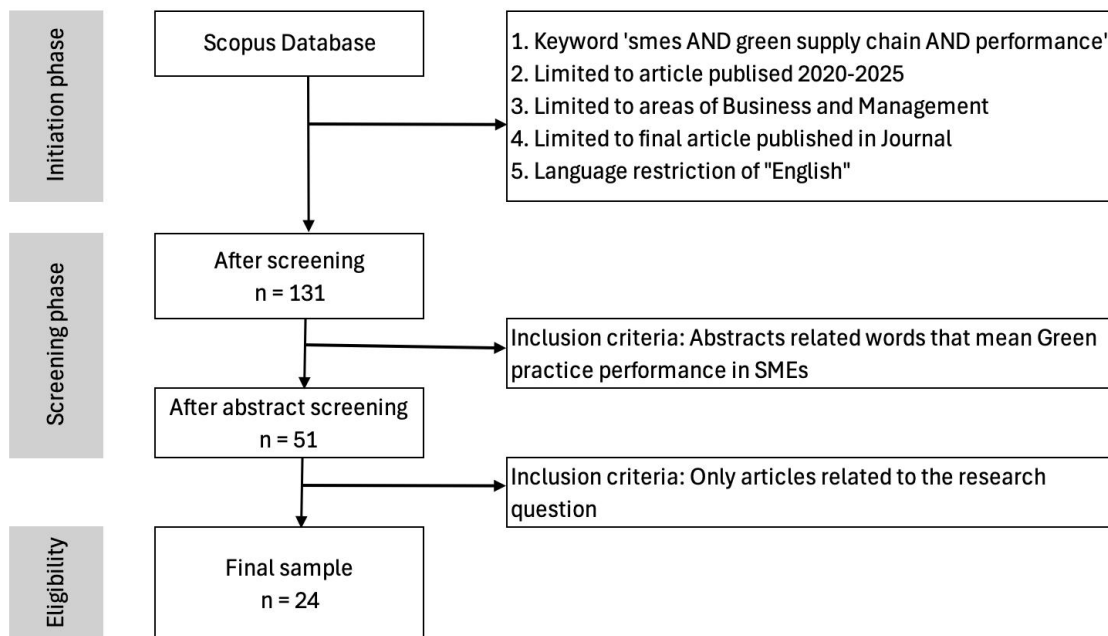 Initiation phase
Scopus Database
1. Keyword 'smes AND green supply chain AND performance'
2. Limited to article publised 2020-2025
3. Limited to areas of Business and Management
4. Limited to final article published in Journal
5. Language restriction of "English"
Screening phase
After screening
n = 131
Inclusion criteria: Abstracts related words that mean Green
practice performance in SMEs
After abstract screening
n = 51
Inclusion criteria: Only articles related to the research
question
Eligibility
Final sample
n = 24